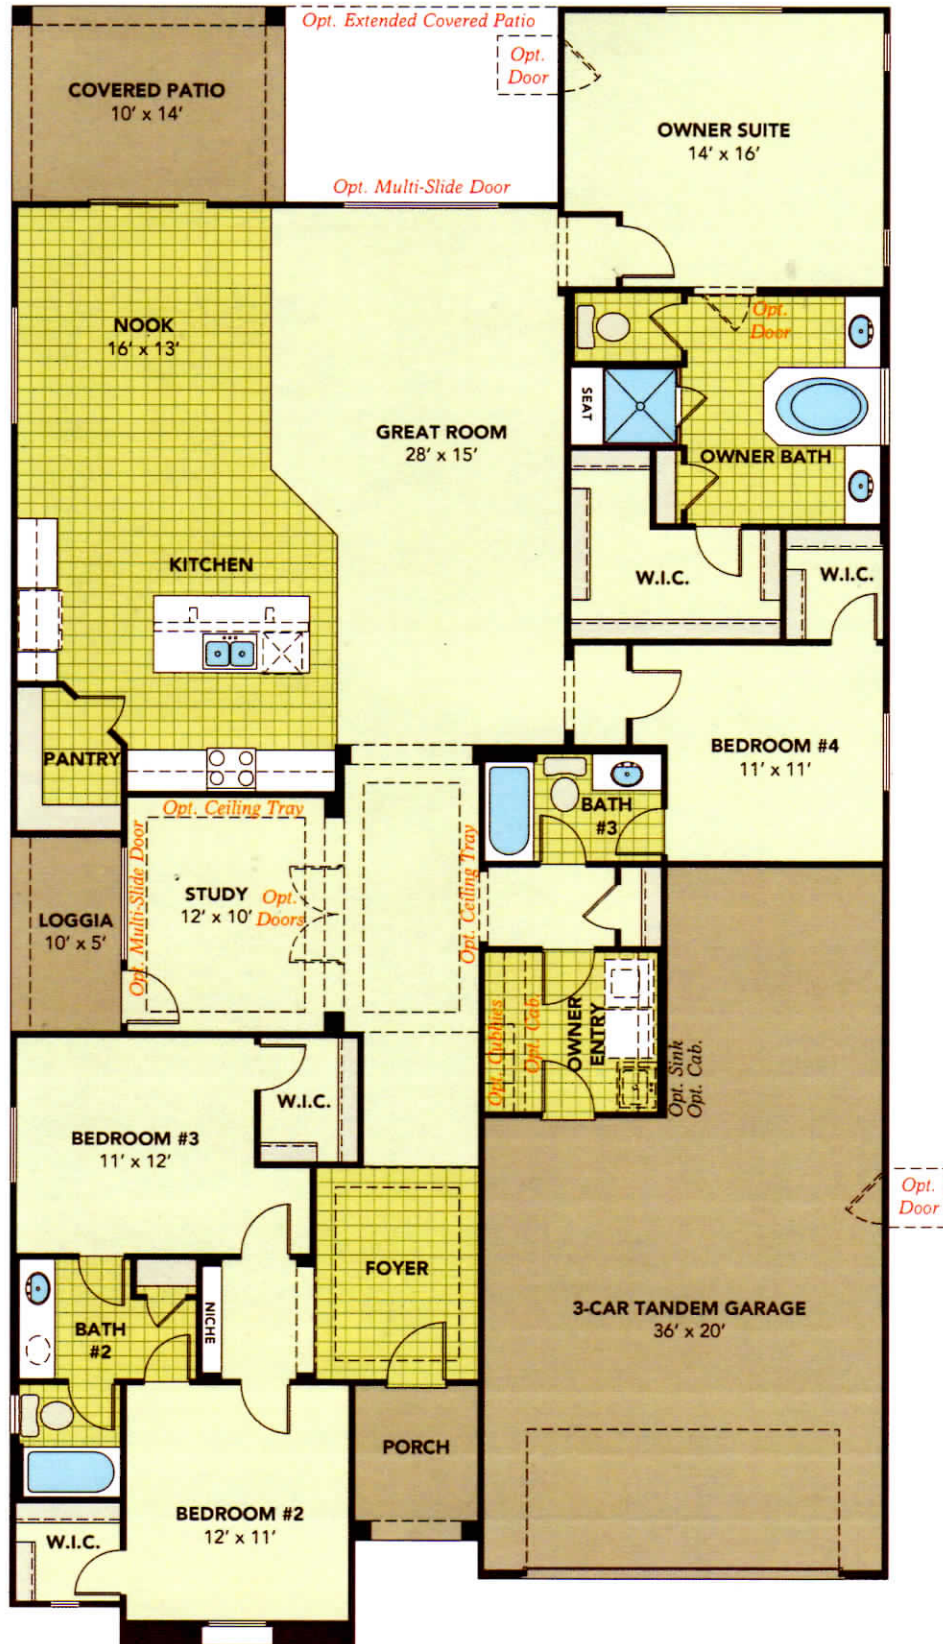 Opt. Extended Covered Patio
Opt.
Door
COVERED PATIO
10' x 14'
OWNER SUITE
14' x 16'
Opt. Multi-Slide Door
NOOK
16' x 13'
Opt.
Door
SEAT
GREAT ROOM
28' x 15'
OWNER BATH
KITCHEN
W.I.C.
W.I.C.
PANTRY
BEDROOM #4
11' x 11'
BATH
#3
Opt. Ceiling Tray
Opt. Multi-Slide Door
STUDY
12' x 10'
Opt.
Doors
Opt. Ceiling Tray
LOGGIA
10' x 5'
Opt. Cubbies
Opt. Cab.
OWNER
ENTRY
Opt. Sink
Opt. Cab.
W.I.C.
BEDROOM #3
11' x 12'
Opt.
Door
FOYER
NICHE
BATH
#2
3-CAR TANDEM GARAGE
36' x 20'
PORCH
BEDROOM #2
12' x 11'
W.I.C.